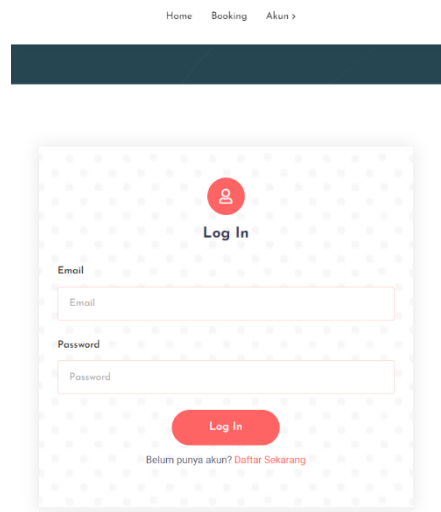 Home Booking Akun >
Log In
Email
Email
Password
Password
Log In
Belum punya akun? Daftar Sekarang